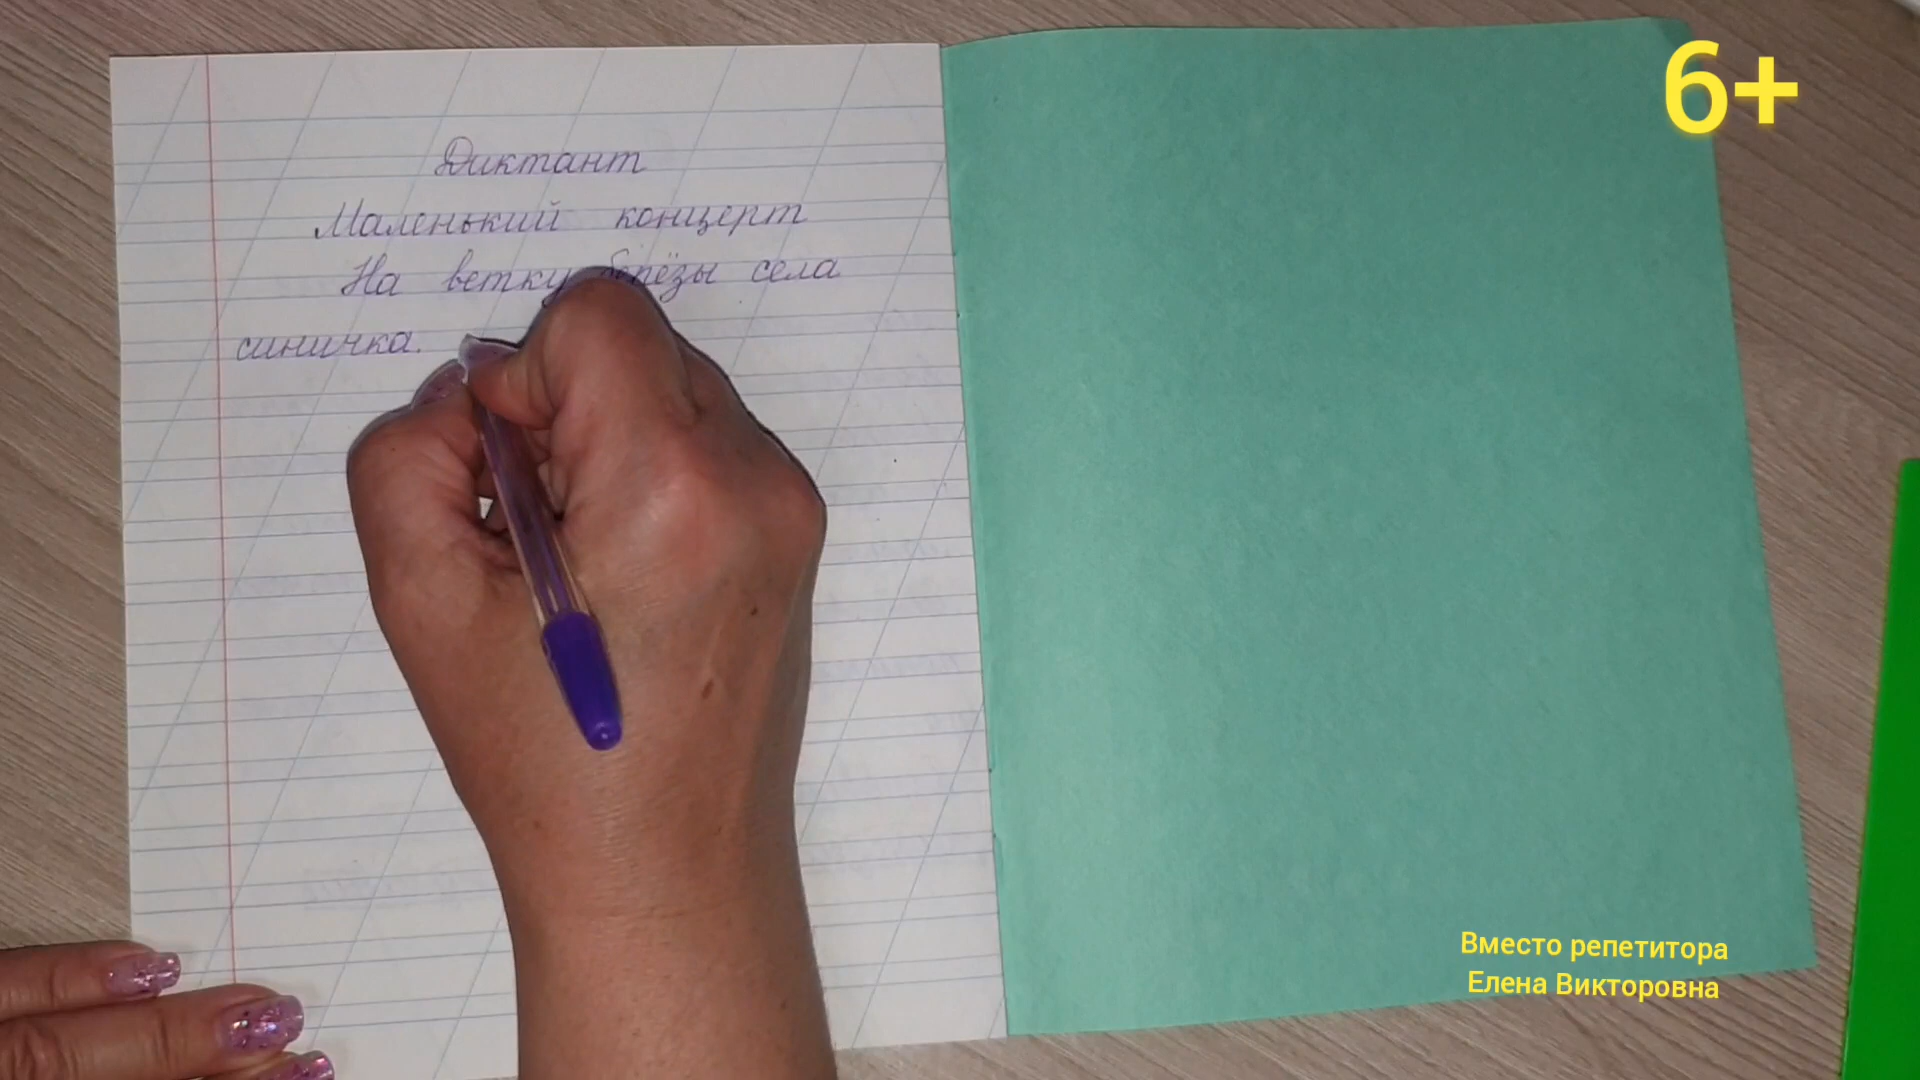 6+
Диктант
Маленький концерт
На ветку берёзы села
синичка.
Вместо репетитора
Елена Викторовна